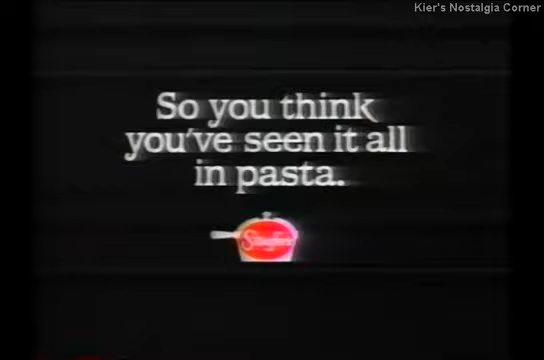 Kier's Nostalgia Corner
So you think
you've seen it all
in pasta.